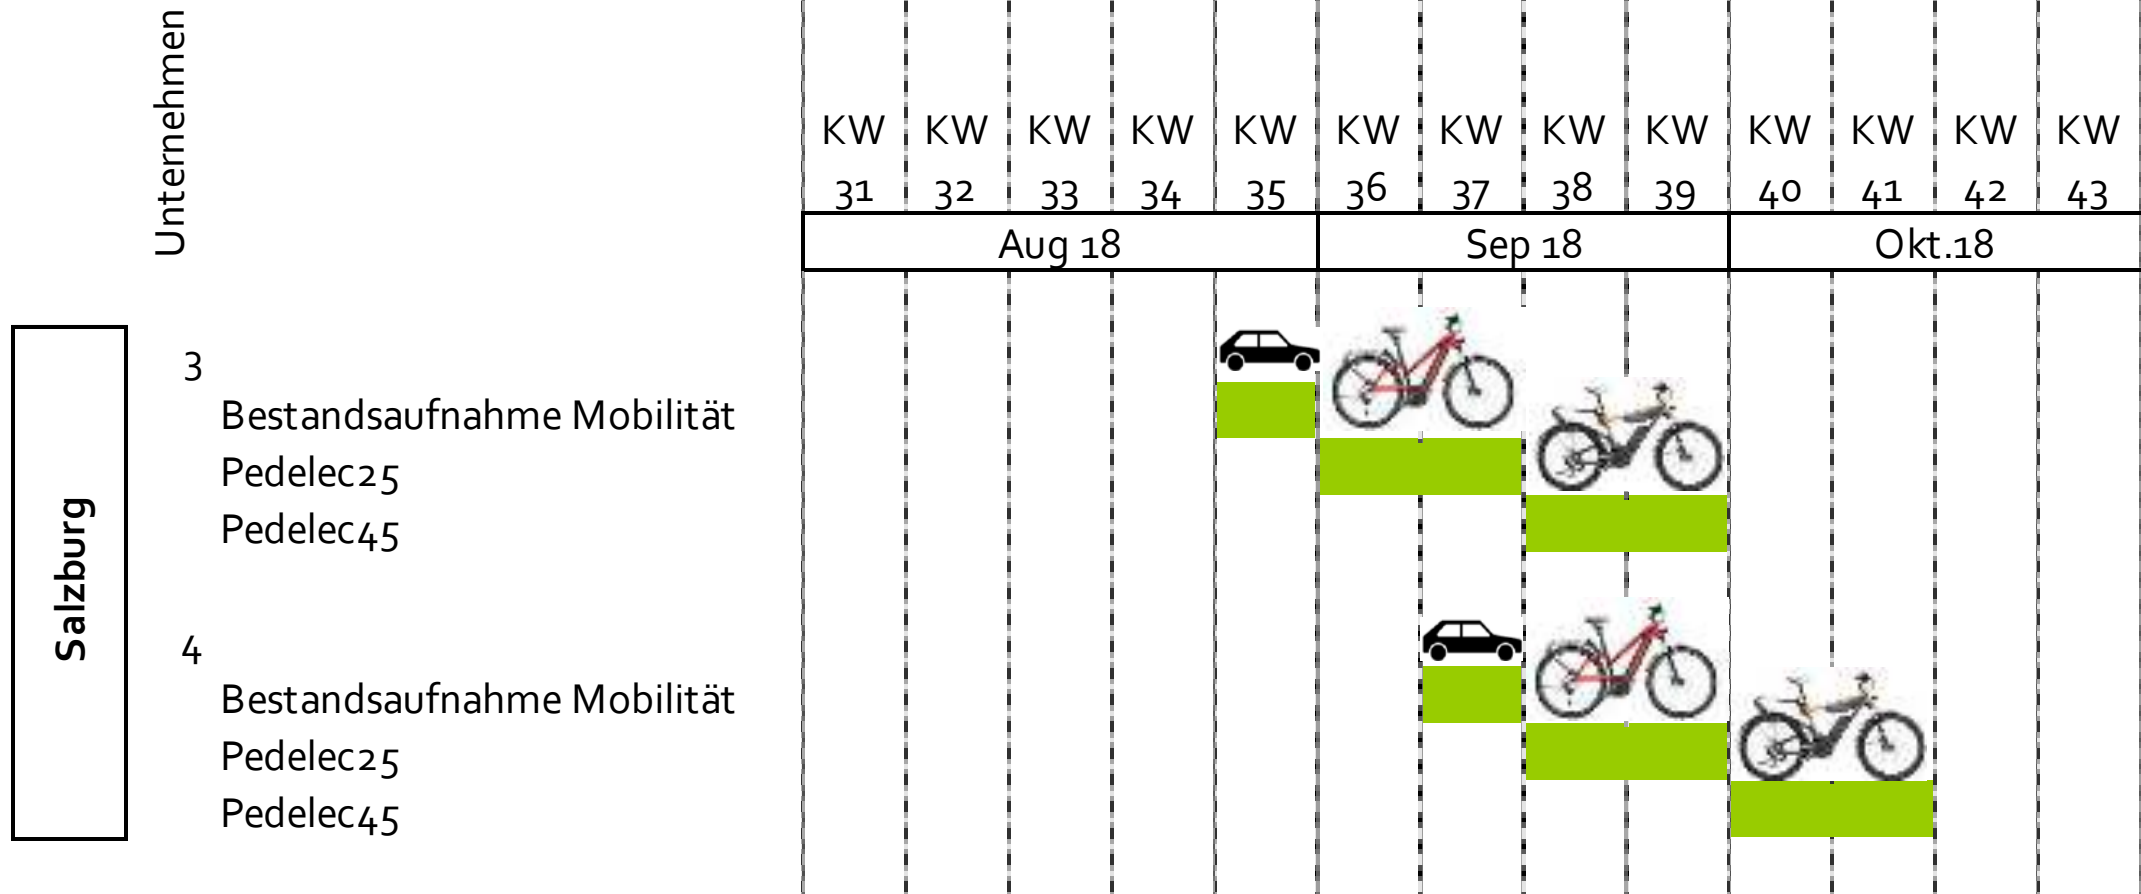 Unternehmen
KW KW KW KW KW KW KW KW KW KW KW KW KW
31 32 33 34 35 36 37 38 39 40 41 42 43
Aug 18 Sep 18 Okt.18
Salzburg
3
Bestandsaufnahme Mobilität
Pedelec25
Pedelec45
4
Bestandsaufnahme Mobilität
Pedelec25
Pedelec45